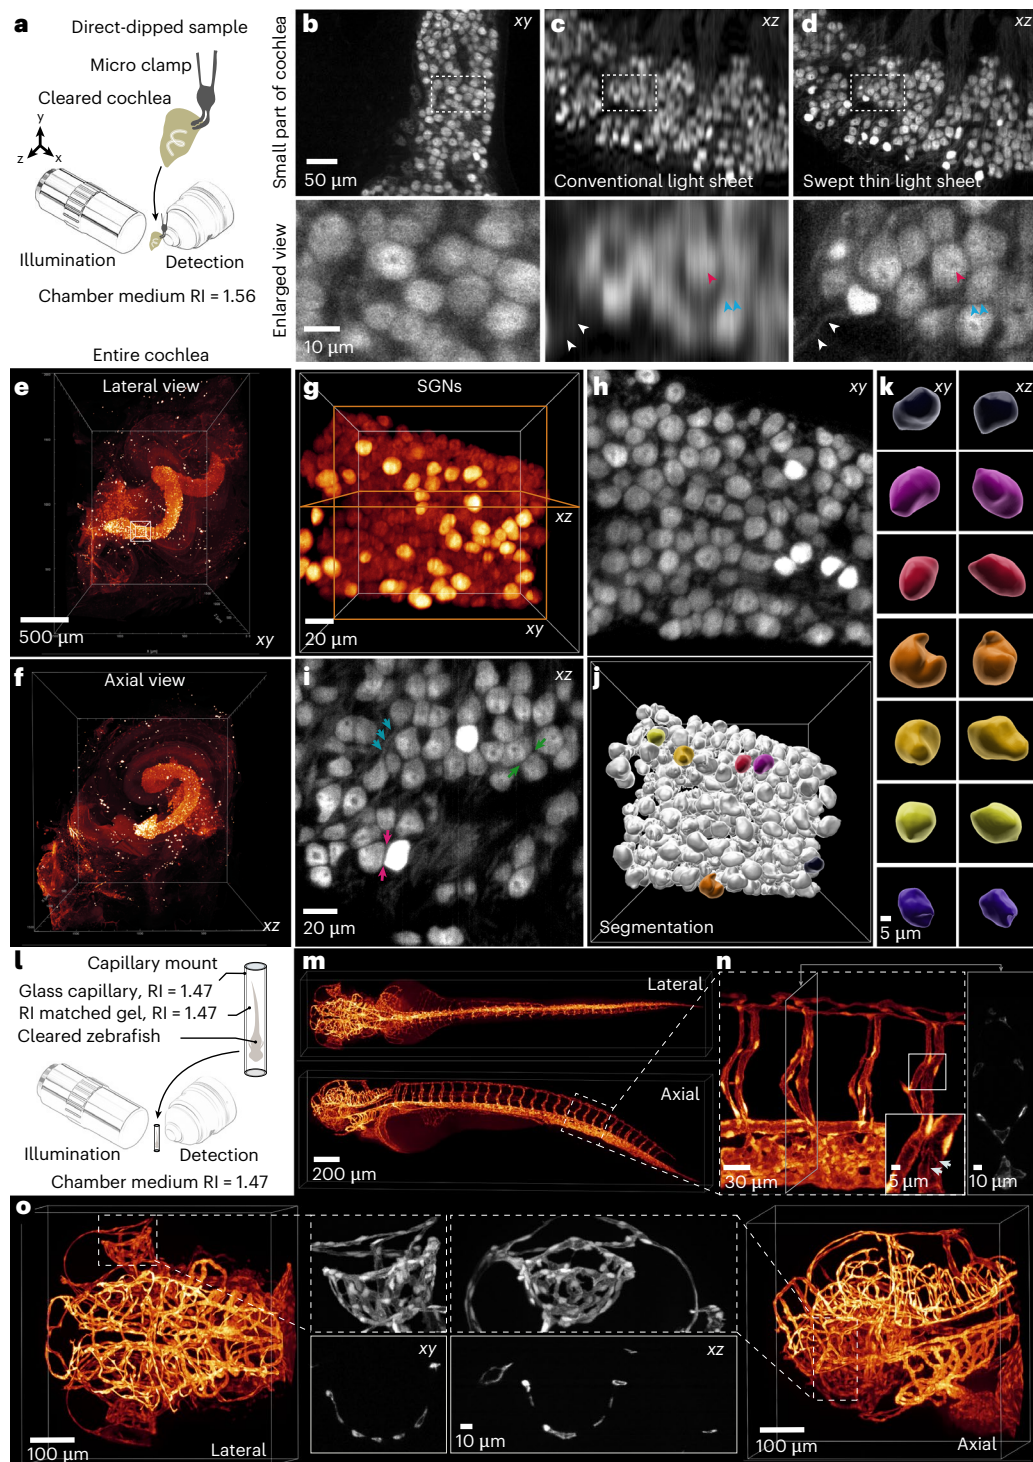 a
Direct-dipped sample
Micro clamp
Cleared cochlea
y
z
x
Illumination
Detection
Chamber medium RI = 1.56
Small part of cochlea
Enlarged view
b
xy
50 µm
10 µm
c
xz
Conventional light sheet
d
xz
Swept thin light sheet
Entire cochlea
e
Lateral view
500 µm
xy
f
Axial view
xz
g
SGNs
xz
20 µm
xy
h
xy
i
xz
20 µm
j
Segmentation
k
xy
xz
5 µm
l
Capillary mount
Glass capillary, RI = 1.47
RI matched gel, RI = 1.47
Cleared zebrafish
Illumination
Detection
Chamber medium RI = 1.47
m
Lateral
Axial
200 µm
n
30 µm
5 µm
10 µm
o
100 µm
Lateral
xy
xz
10 µm
100 µm
Axial